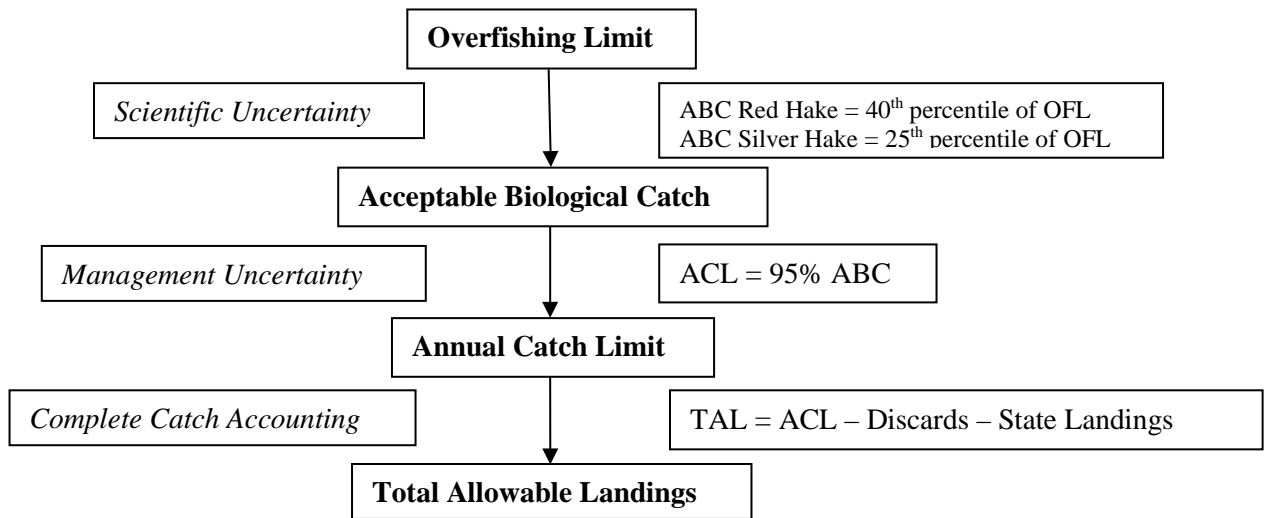 Overfishing Limit
Scientific Uncertainty
ABC Red Hake = 40th percentile of OFL
ABC Silver Hake = 25th percentile of OFL
Acceptable Biological Catch
Management Uncertainty
ACL = 95% ABC
Annual Catch Limit
Complete Catch Accounting
TAL = ACL – Discards – State Landings
Total Allowable Landings